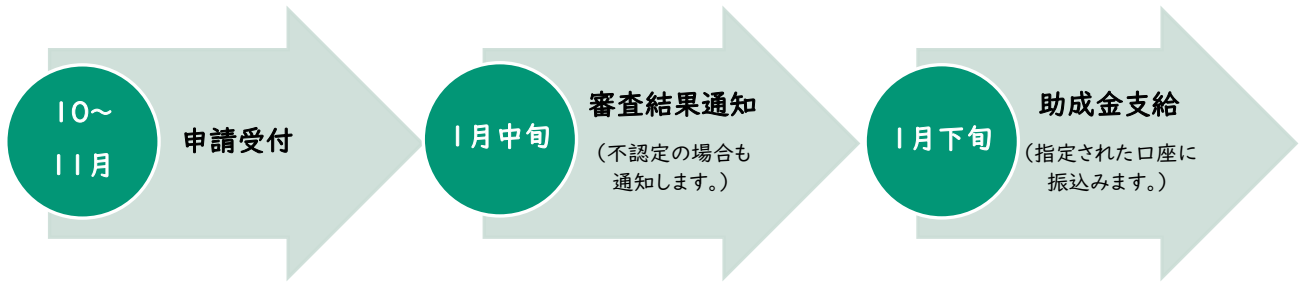 10～
11月
申請受付
1月中旬
審査結果通知
（不認定の場合も
通知します。）
1月下旬
助成金支給
（指定された口座に
振込みます。）